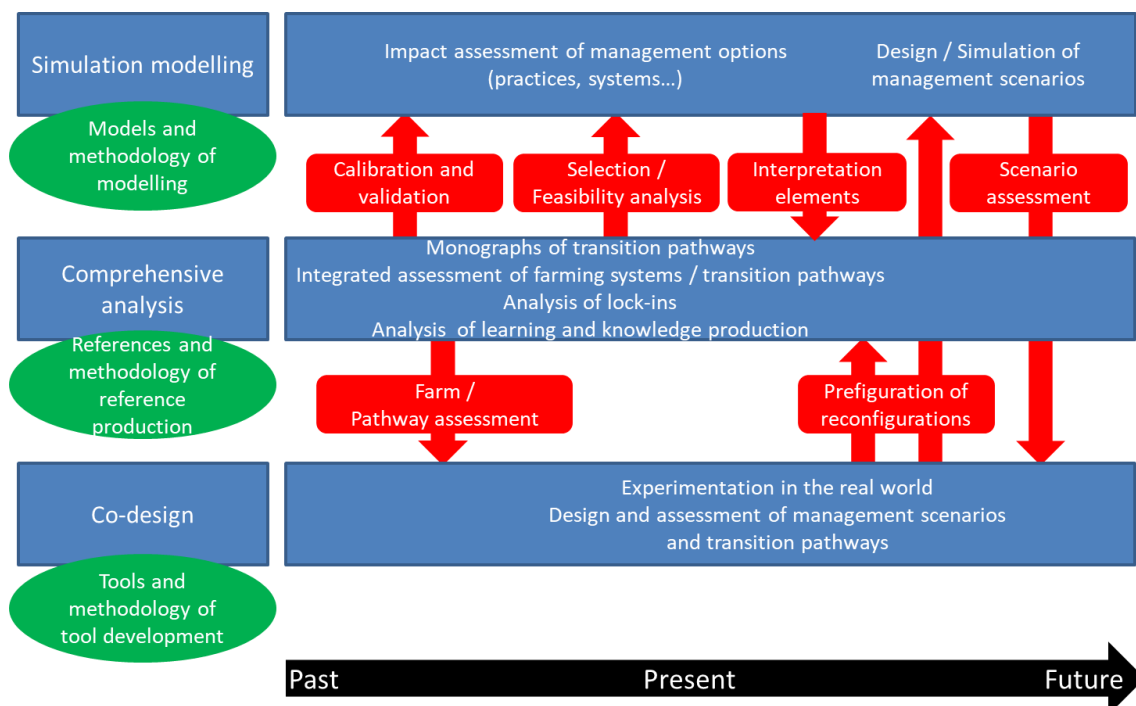 Simulation modelling
Impact assessment of management options
(practices, systems...)
Design / Simulation of
management scenarios
Models and
methodology of
modelling
Calibration and
validation
Selection /
Feasibility analysis
Interpretation
elements
Scenario
assessment
Comprehensive
analysis
Monographs of transition pathways
Integrated assessment of farming systems / transition pathways
Analysis of lock-ins
Analysis of learning and knowledge production
References and
methodology of
reference
production
Farm /
Pathway assessment
Prefiguration of
reconfigurations
Co-design
Experimentation in the real world
Design and assessment of management scenarios
and transition pathways
Tools and
methodology of
tool development
Past
Present
Future